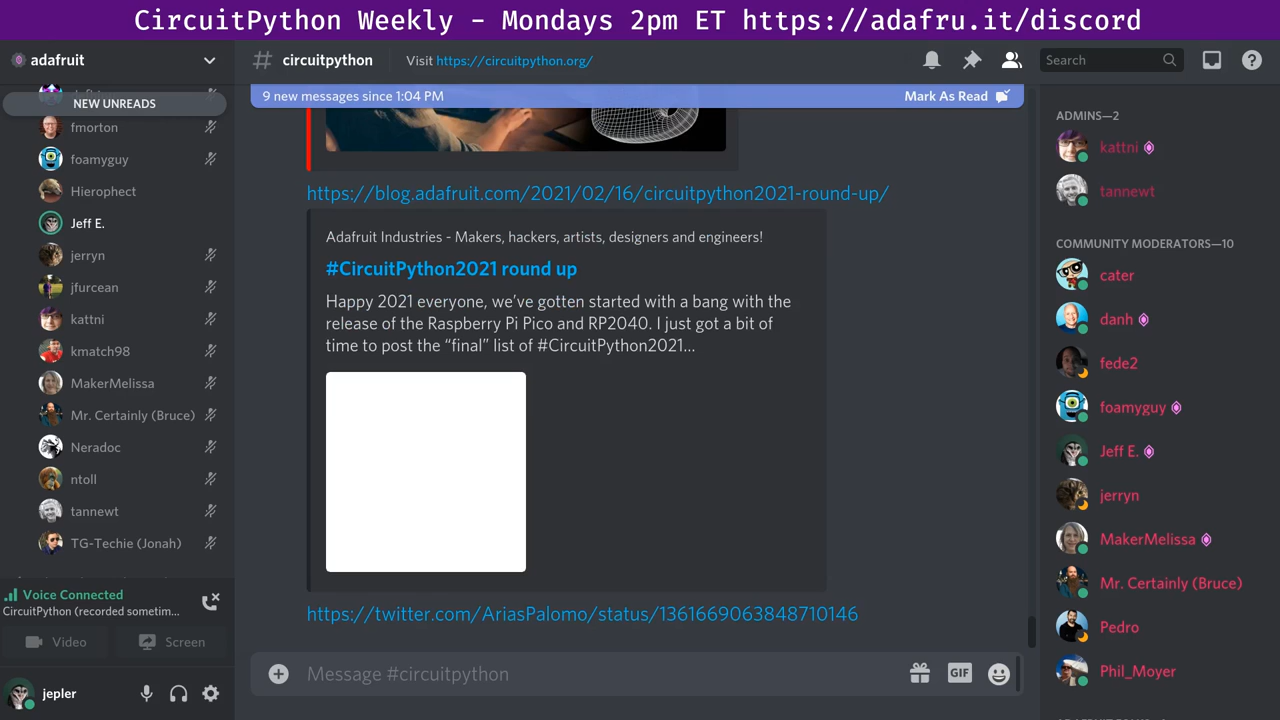 CircuitPython Weekly - Mondays 2pm ET https://adafru.it/discord
adafruit
NEW UNREADS
fmorton
foamyguy
Hierophect
Jeff E.
jerryn
jfurcean
kattni
kmatch98
MakerMelissa
Mr. Certainly (Bruce)
Neradoc
ntoll
tannewt
TG-Techie (Jonah)
Voice Connected
CircuitPython (recorded sometim...
Video
Screen
jepler
# circuitpython
Visit https://circuitpython.org/
Search
9 new messages since 1:04 PM
Mark As Read
https://blog.adafruit.com/2021/02/16/circuitpython2021-round-up/
Adafruit Industries - Makers, hackers, artists, designers and engineers!
#CircuitPython2021 round up
Happy 2021 everyone, we've gotten started with a bang with the
release of the Raspberry Pi Pico and RP2040. I just got a bit of
time to post the “final” list of #CircuitPython2021...
https://twitter.com/AriasPalomo/status/1361669063848710146
Message #circuitpython
GIF
ADMINS—2
kattni
tannewt
COMMUNITY MODERATORS—10
cater
danh
fede2
foamyguy
Jeff E.
jerryn
MakerMelissa
Mr. Certainly (Bruce)
Pedro
Phil_Moyer